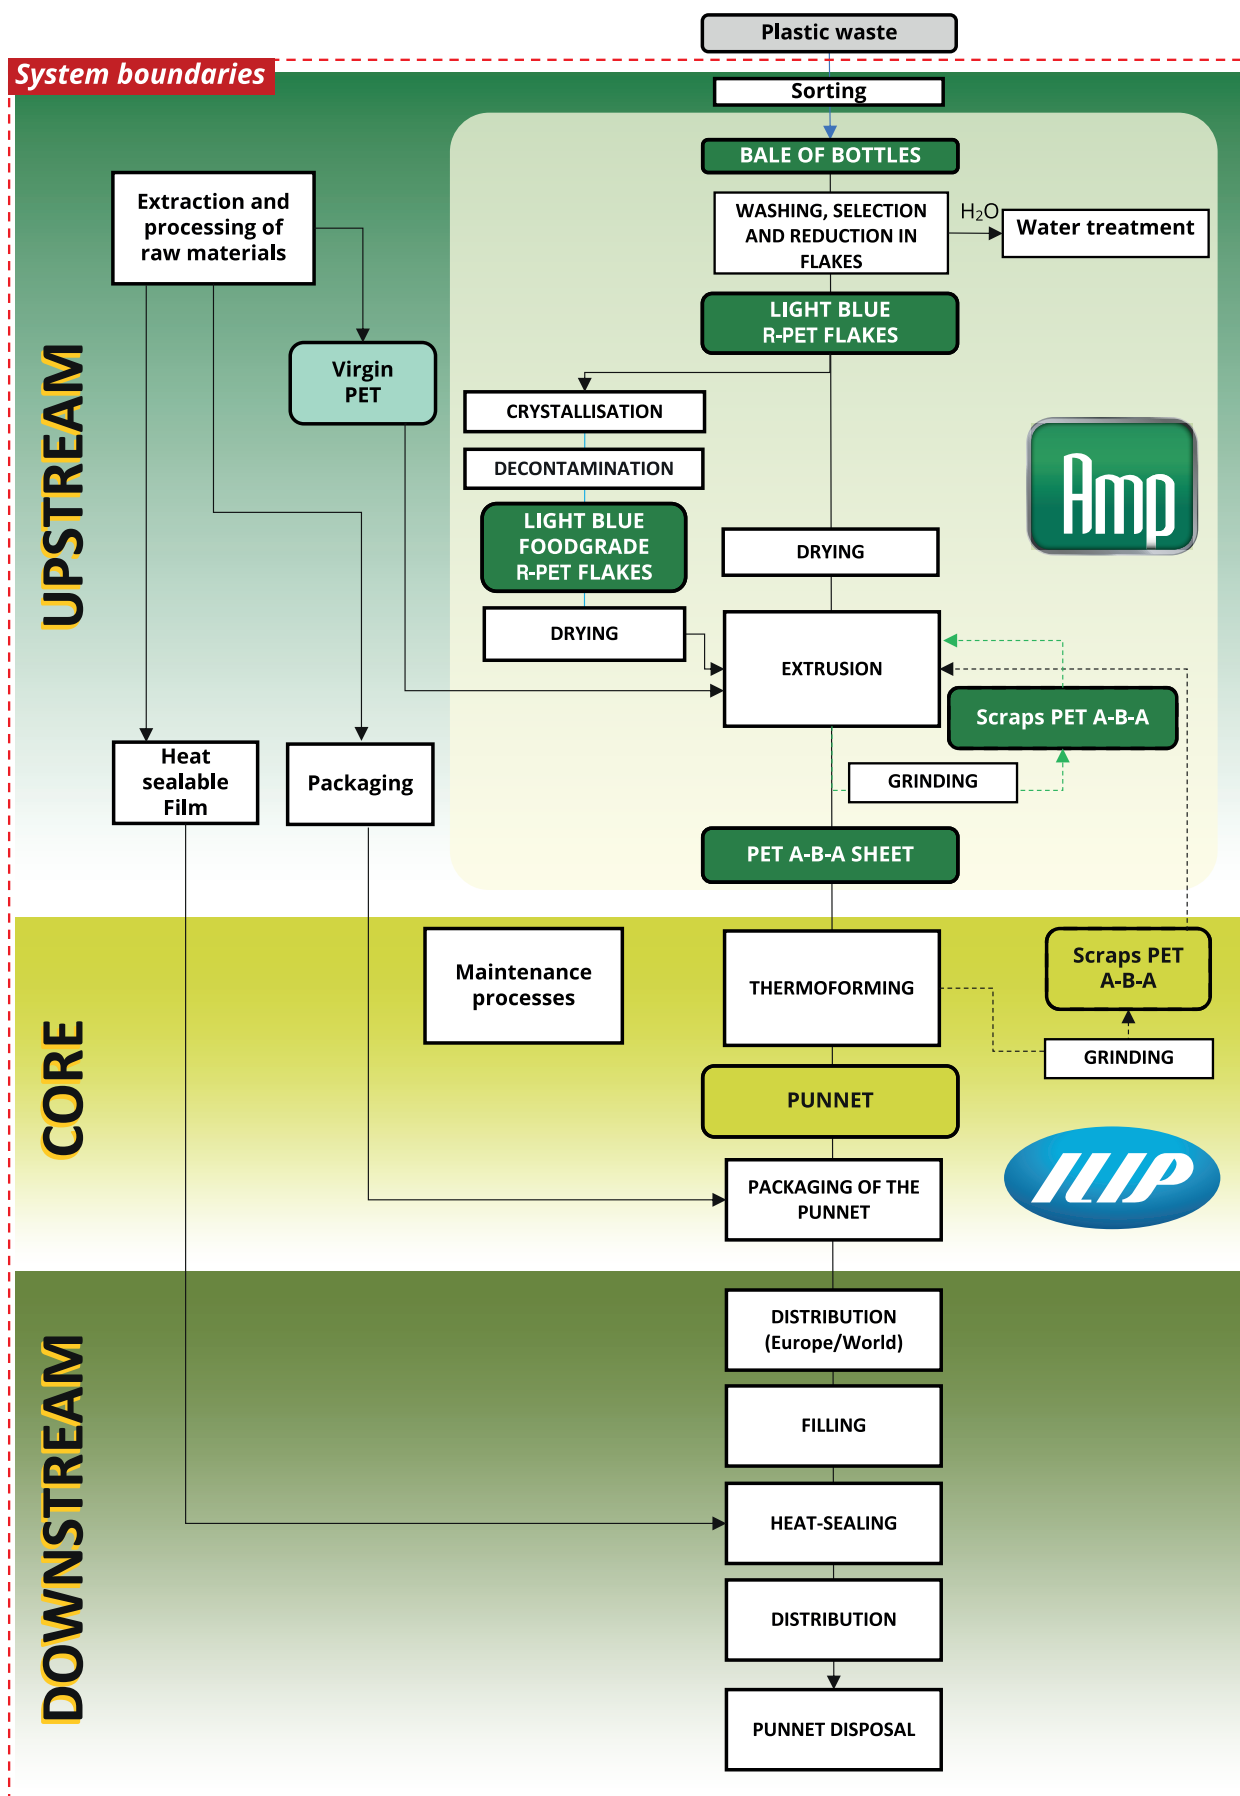 Plastic waste
System boundaries
Sorting
BALE OF BOTTLES
Extraction and
processing of
raw materials
WASHING, SELECTION
AND REDUCTION IN
FLAKES
H₂O
Water treatment
LIGHT BLUE
R-PET FLAKES
Virgin
PET
CRYSTALLISATION
DECONTAMINATION
LIGHT BLUE
FOODGRADE
R-PET FLAKES
Amp
DRYING
DRYING
EXTRUSION
Scraps PET A-B-A
GRINDING
Heat
sealable
Film
Packaging
PET A-B-A SHEET
UPSTREAM
Maintenance
processes
THERMOFORMING
Scraps PET
A-B-A
GRINDING
PUNNET
PACKAGING OF THE
PUNNET
ILIP
CORE
DISTRIBUTION
(Europe/World)
FILLING
HEAT-SEALING
DISTRIBUTION
PUNNET DISPOSAL
DOWNSTREAM